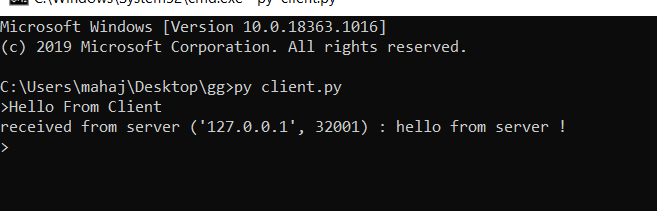 C:\Windows\System32\cmd.exe - py client.py
Microsoft Windows [Version 10.0.18363.1016]
(c) 2019 Microsoft Corporation. All rights reserved.
C:\Users\mahaj\Desktop\gg>py client.py
>Hello From Client
received from server ('127.0.0.1', 32001) : hello from server !
>